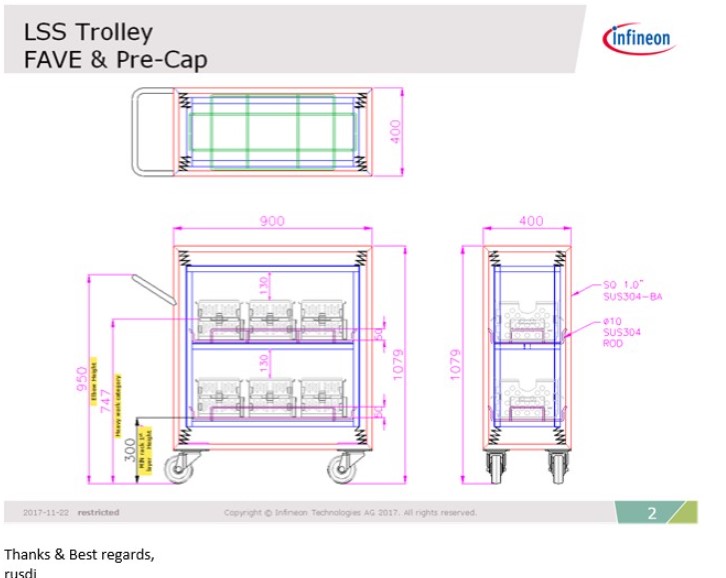 LSS Trolley
FAVE & Pre-Cap
infineon
400
900
400
130
50
SQ 1.0"
SUS304-BA
ø10
SUS304
ROD
950
Elbow Height
747
Heavy work category
1079
1079
130
50
300
MIN rack 1st
layer Height
2017-11-22 restricted
Copyright © Infineon Technologies AG 2017. All rights reserved.
2
Thanks & Best regards,
rusdi